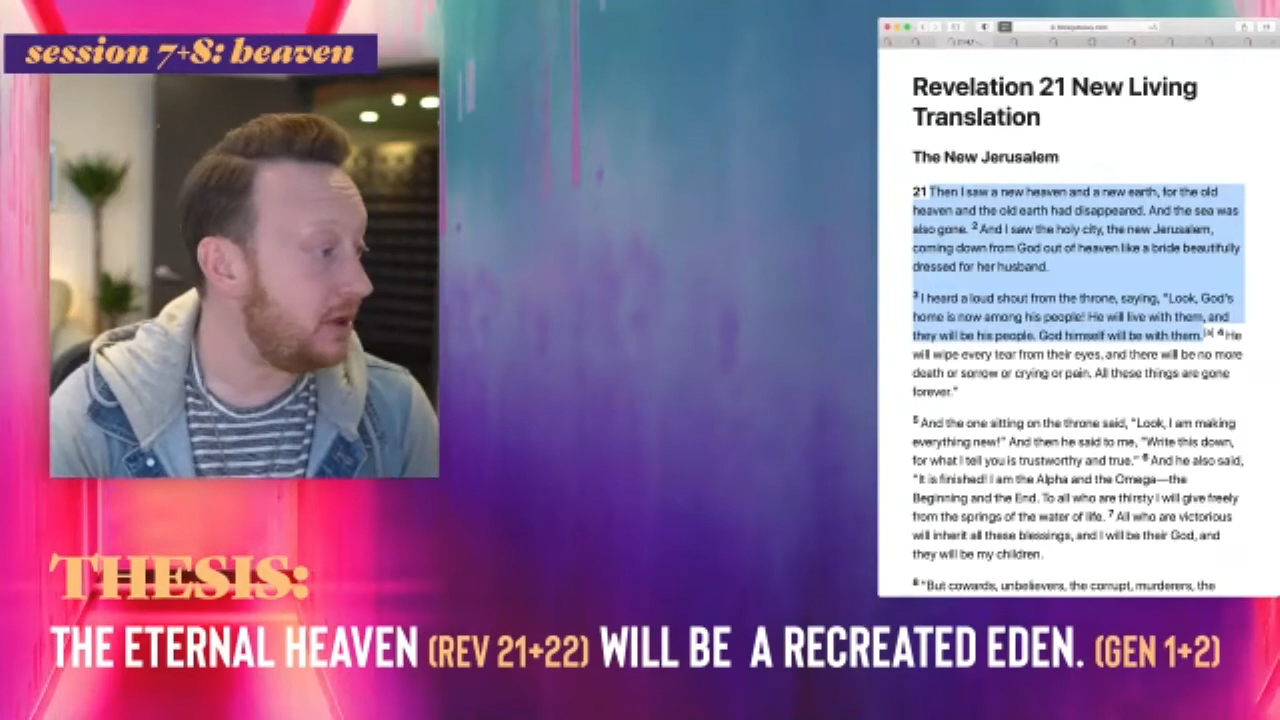 session 7+8: heaven
Revelation 21 New Living
Translation
The New Jerusalem
21 Then I saw a new heaven and a new earth, for the old
heaven and the old earth had disappeared. And the sea was
also gone. 2 And I saw the holy city, the new Jerusalem,
coming down from God out of heaven like a bride beautifully
dressed for her husband.
3 I heard a loud shout from the throne, saying, "Look, God's
home is now among his people! He will live with them, and
they will be his people. God himself will be with them.[a] 4 He
will wipe every tear from their eyes, and there will be no more
death or sorrow or crying or pain. All these things are gone
forever."
5 And the one sitting on the throne said, "Look, I am making
everything new!" And then he said to me, "Write this down,
for what I tell you is trustworthy and true." 6 And he also said,
"It is finished! I am the Alpha and the Omega—the
Beginning and the End. To all who are thirsty I will give freely
from the springs of the water of life. 7 All who are victorious
will inherit all these blessings, and I will be their God, and
they will be my children.
8 "But cowards, unbelievers, the corrupt, murderers, the
THESIS:
THE ETERNAL HEAVEN (REV 21+22) WILL BE A RECREATED EDEN. (GEN 1+2)